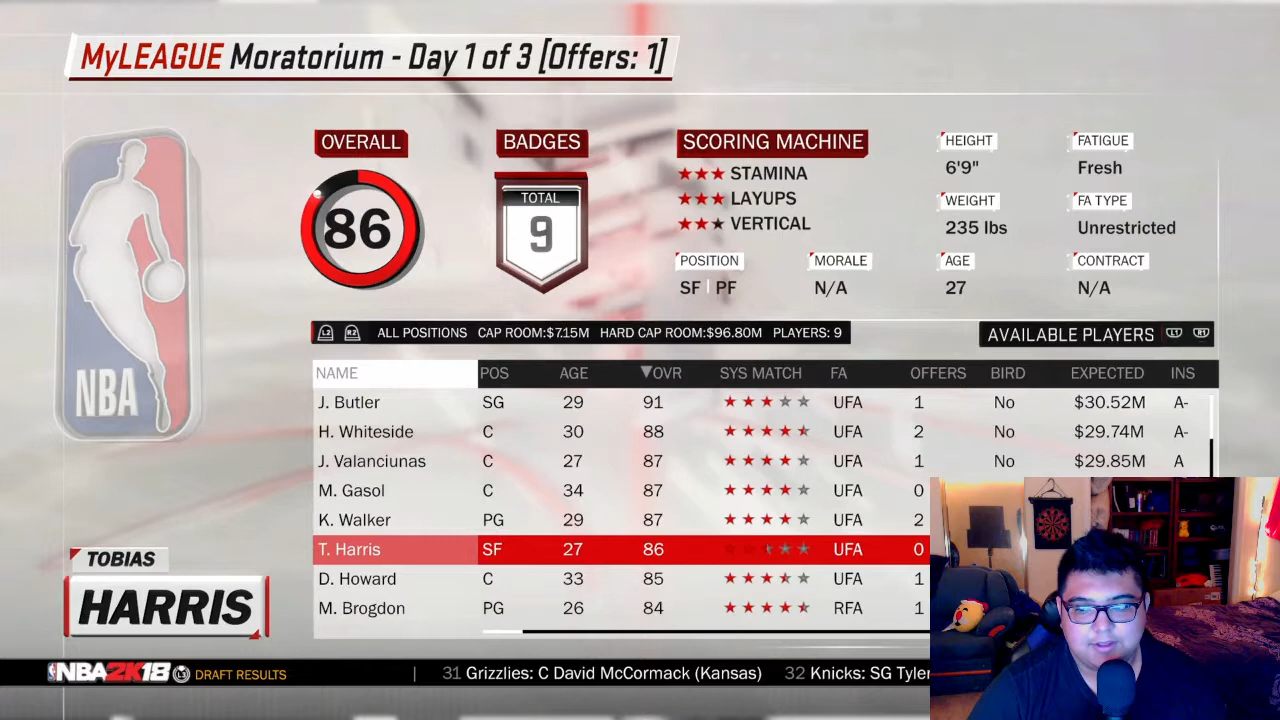 MyLEAGUE Moratorium - Day 1 of 3 [Offers: 1]
OVERALL
BADGES
SCORING MACHINE
HEIGHT
FATIGUE
86
TOTAL
9
STAMINA
LAYUPS
VERTICAL
6'9"
Fresh
WEIGHT
FA TYPE
235 lbs
Unrestricted
POSITION
MORALE
AGE
CONTRACT
SF | PF
N/A
27
N/A
NBA
L2 R2 ALL POSITIONS CAP ROOM:$7.15M HARD CAP ROOM:$96.80M PLAYERS: 9
AVAILABLE PLAYERS L1 R1
NAME POS AGE OVR SYS MATCH FA OFFERS BIRD EXPECTED INS
J. Butler SG 29 91 UFA 1 No $30.52M A-
H. Whiteside C 30 88 UFA 2 No $29.74M A-
J. Valanciunas C 27 87 UFA 1 No $29.85M A
M. Gasol C 34 87 UFA 0
K. Walker PG 29 87 UFA 2
T. Harris SF 27 86 UFA 0
D. Howard C 33 85 UFA 1
M. Brogdon PG 26 84 RFA 1
TOBIAS
HARRIS
NBA2K18 DRAFT RESULTS | 31 Grizzlies: C David McCormack (Kansas) 32 Knicks: SG Tyler